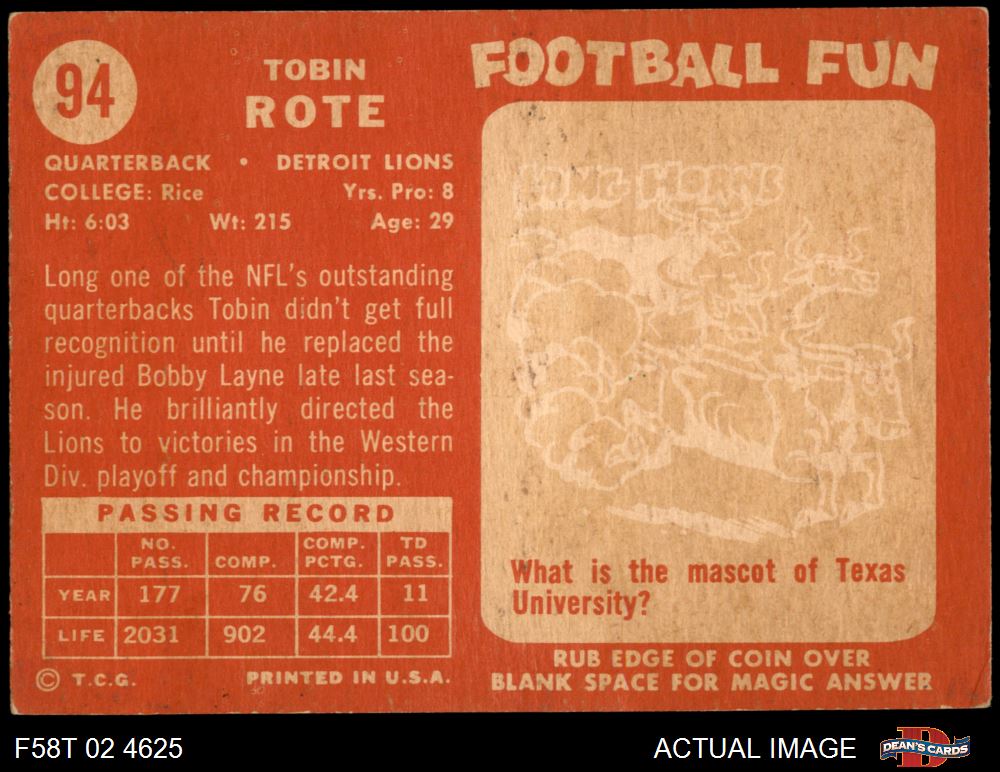 94
TOBIN
ROTE
QUARTERBACK • DETROIT LIONS
COLLEGE: Rice Yrs. Pro: 8
Ht: 6:03 Wt: 215 Age: 29
Long one of the NFL's outstanding
quarterbacks Tobin didn't get full
recognition until he replaced the
injured Bobby Layne late last sea-
son. He brilliantly directed the
Lions to victories in the Western
Div. playoff and championship.
PASSING RECORD
NO. PASS. COMP. COMP. PCTG. TD PASS.
YEAR 177 76 42.4 11
LIFE 2031 902 44.4 100
© T.C.G. PRINTED IN U.S.A.
FOOTBALL FUN
LONG-HORNS
What is the mascot of Texas
University?
RUB EDGE OF COIN OVER
BLANK SPACE FOR MAGIC ANSWER
F58T 02 4625
ACTUAL IMAGE
D
DEAN'S CARDS